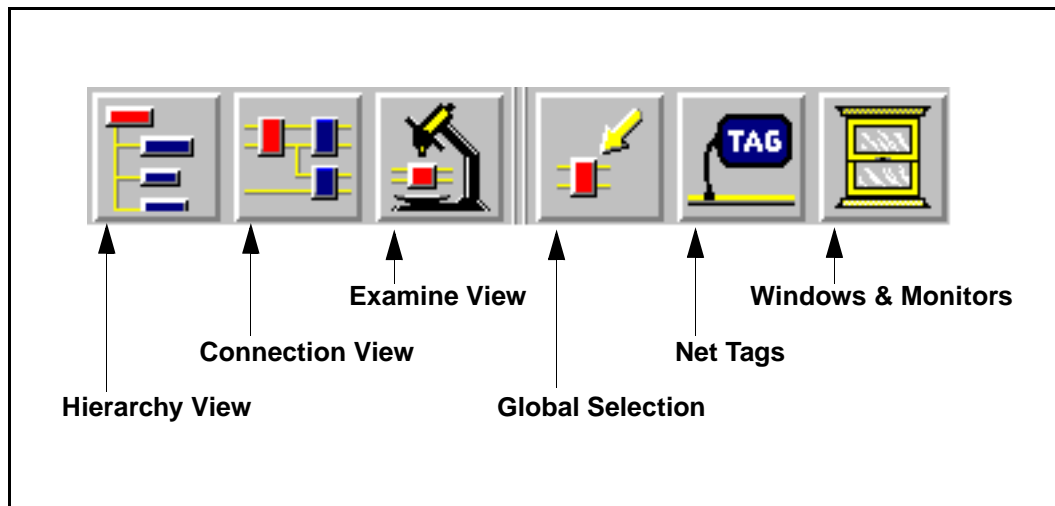 TAG
Examine View
Windows & Monitors
Connection View
Net Tags
Hierarchy View
Global Selection